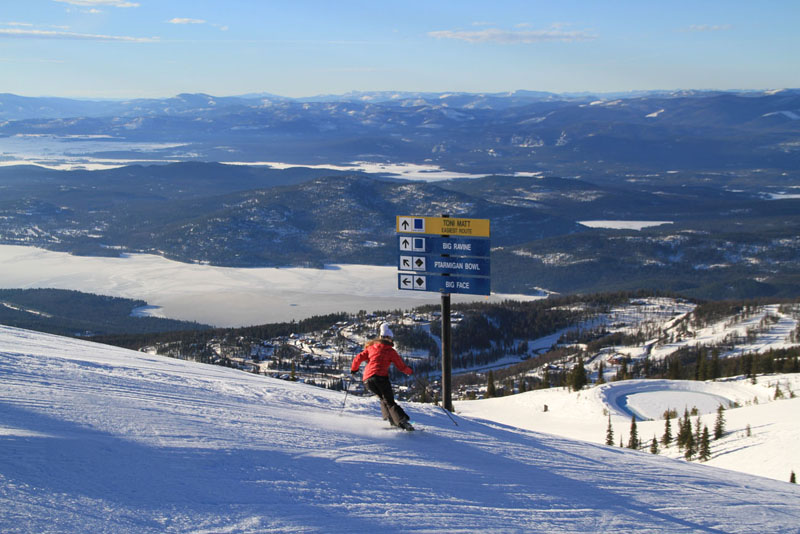 TONI MATT
EASIEST ROUTE
BIG RAVINE
PTARMIGAN BOWL
BIG FACE